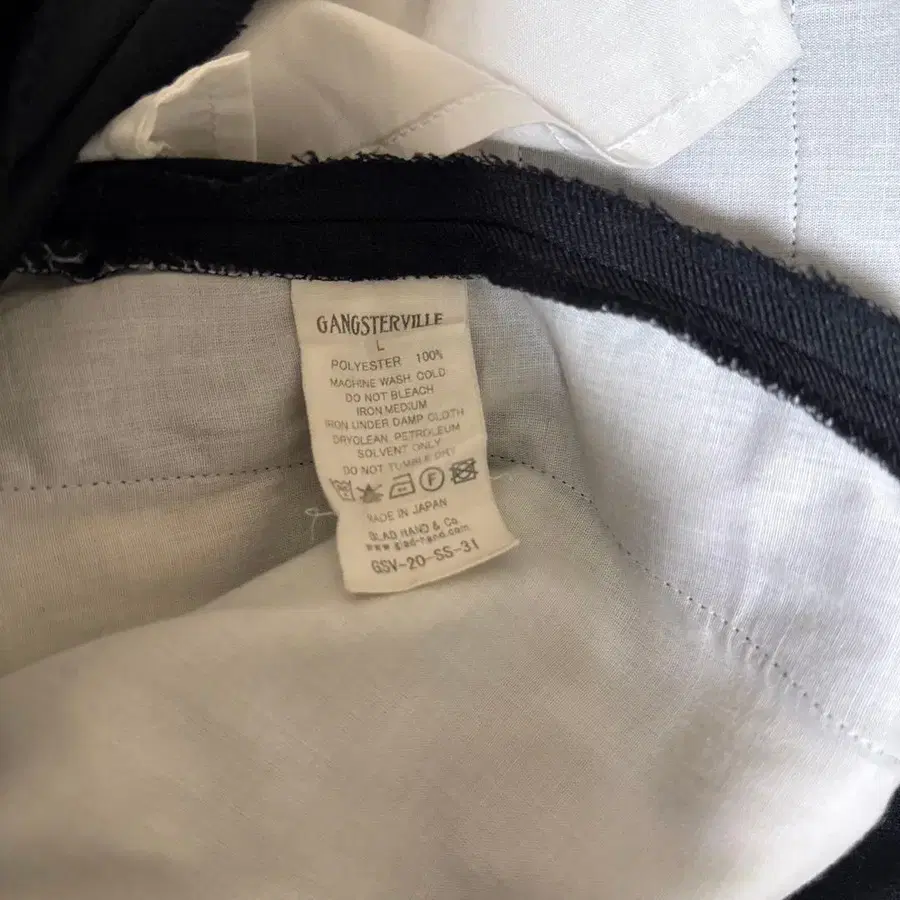 GANGSTERVILLE
L
POLYESTER 100%
MACHINE WASH, COLD
DO NOT BLEACH
IRON MEDIUM
IRON UNDER DAMP CLOTH
DRYCLEAN, PETROLEUM
SOLVENT ONLY
DO NOT TUMBLE DRY
F
MADE IN JAPAN
GLAD HAND & Co.
www.glad-hand.com
GSV-20-SS-31